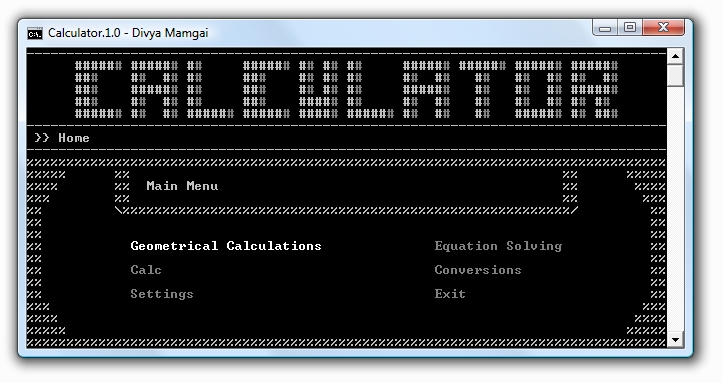 Calculator.1.0 - Divya Mamgai
CALCULATOR
>> Home
Main Menu
Geometrical Calculations Equation Solving
Calc Conversions
Settings Exit